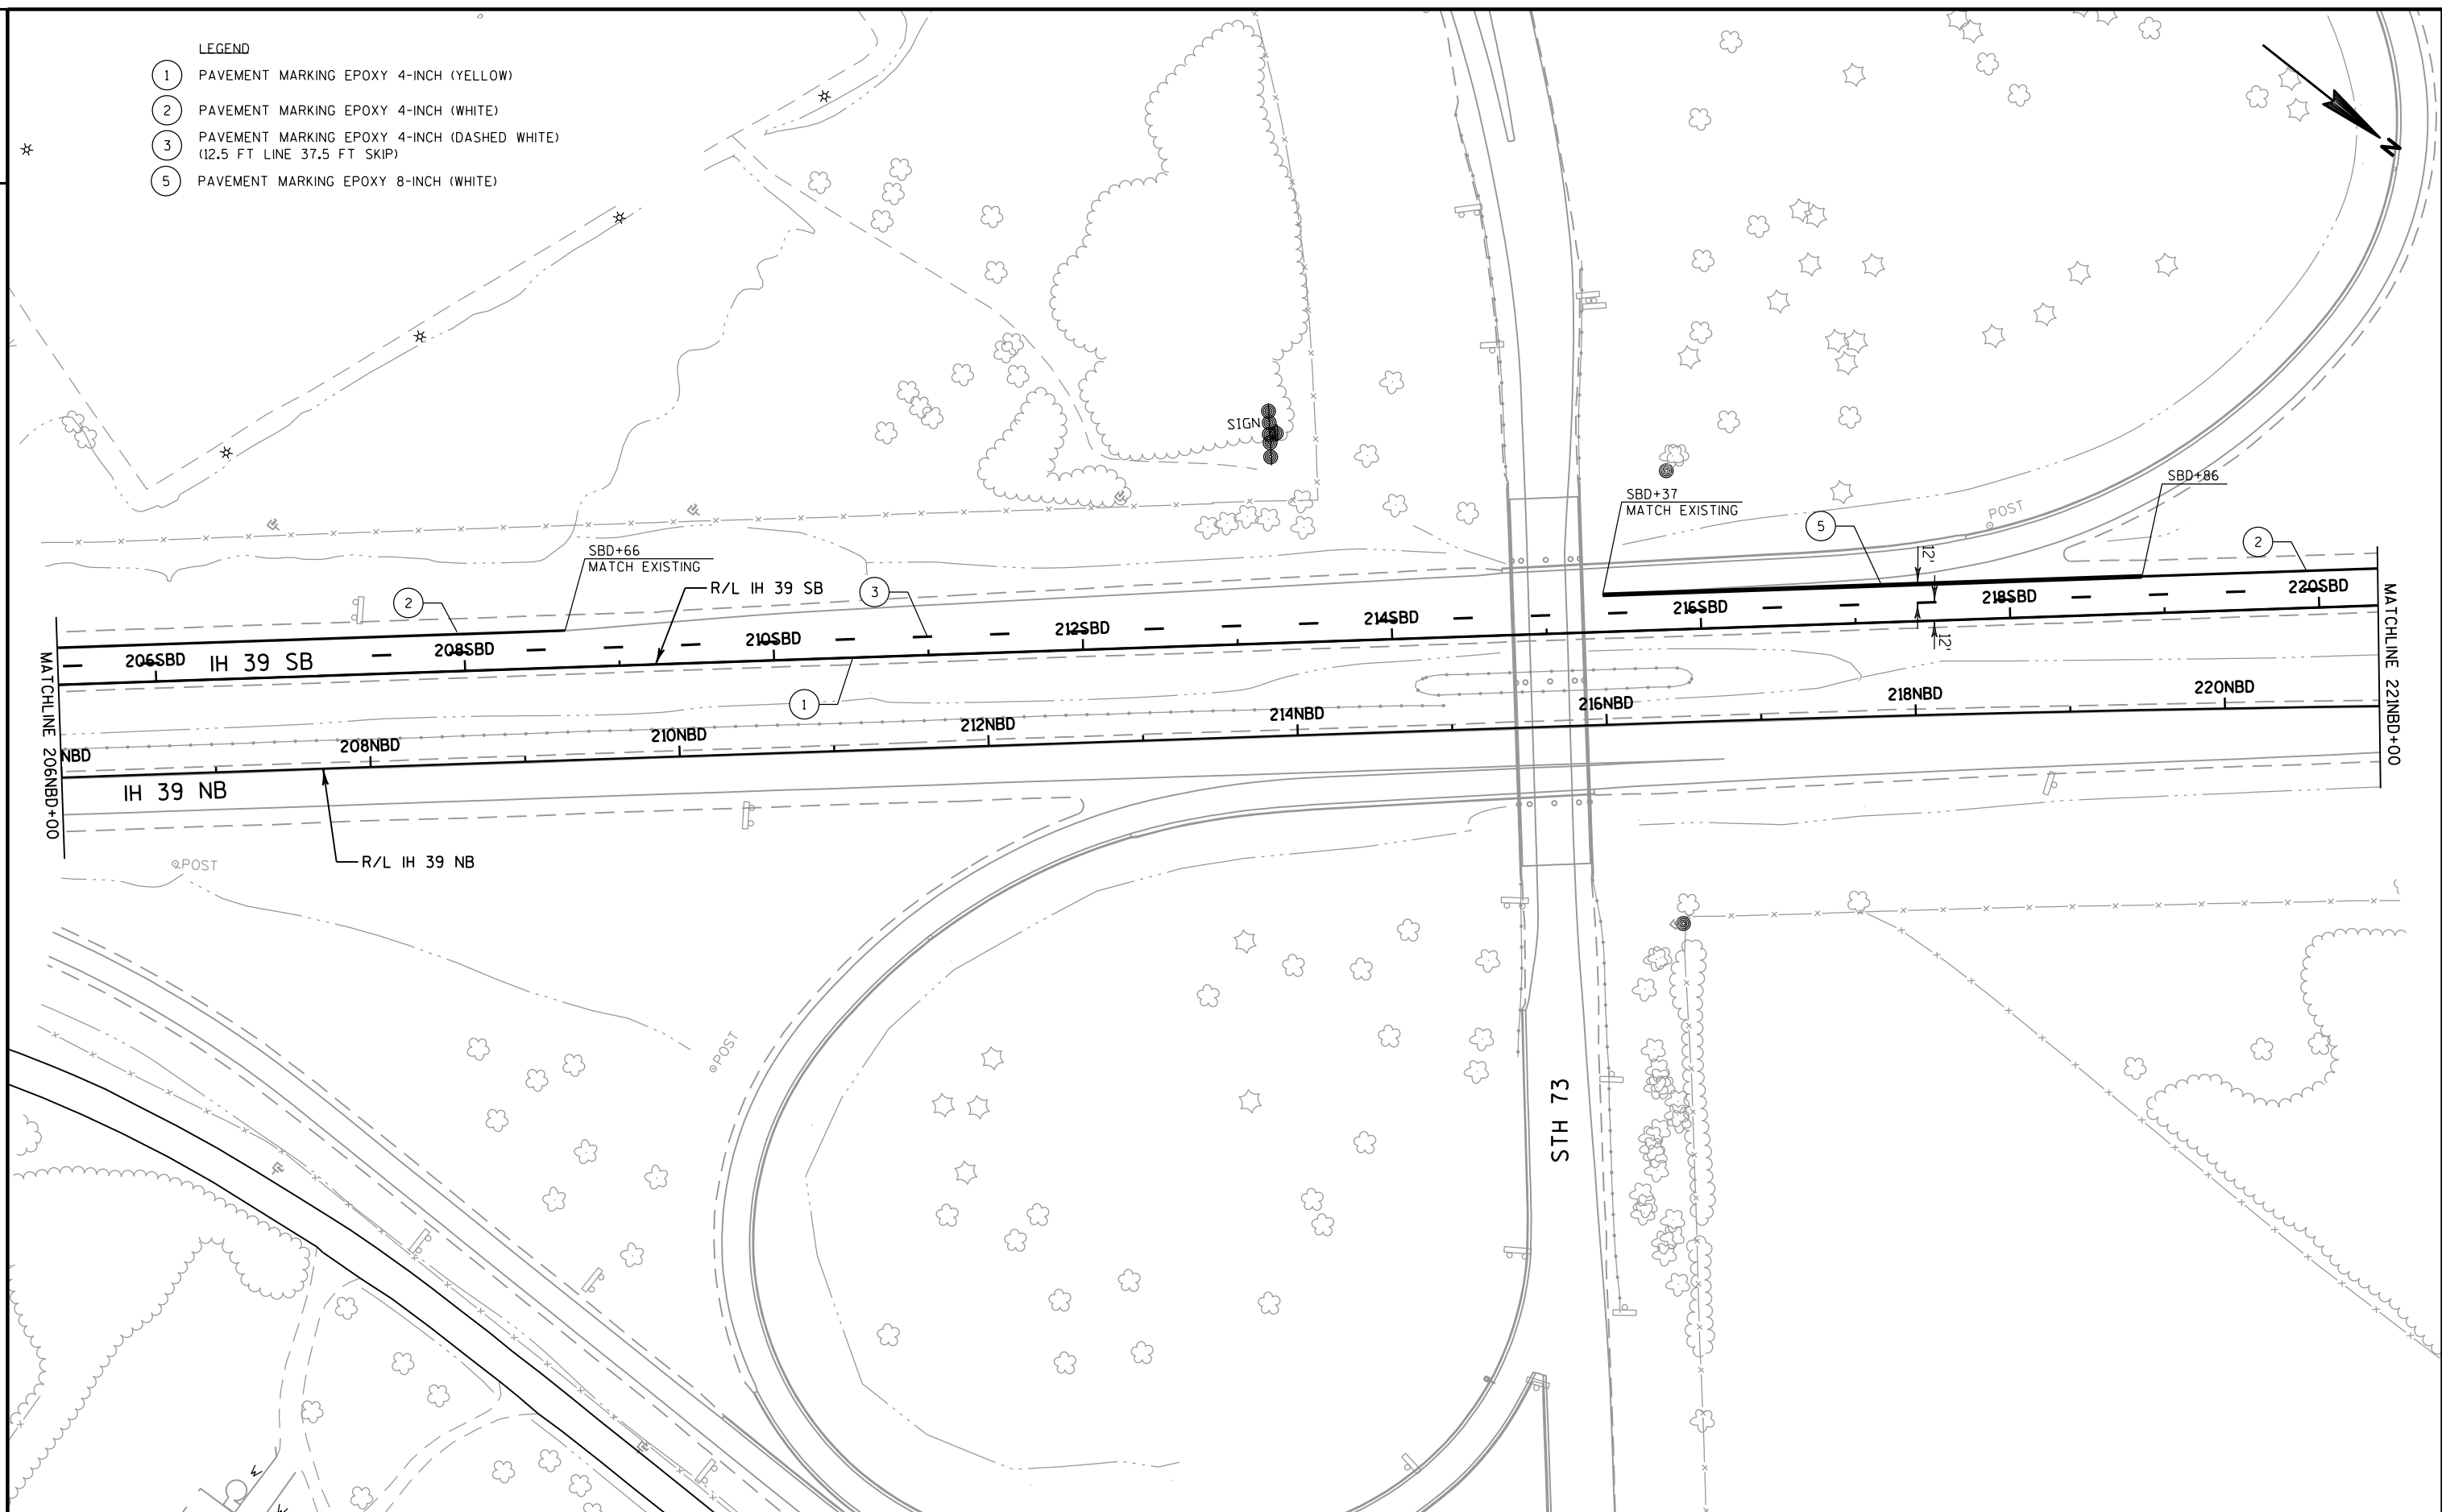 LEGEND
1 PAVEMENT MARKING EPOXY 4-INCH (YELLOW)
2 PAVEMENT MARKING EPOXY 4-INCH (WHITE)
3 PAVEMENT MARKING EPOXY 4-INCH (DASHED WHITE)
(12.5 FT LINE 37.5 FT SKIP)
5 PAVEMENT MARKING EPOXY 8-INCH (WHITE)
N
SIGN
SBD+37
MATCH EXISTING
SBD+86
POST
5
2
12'
12'
SBD+66
MATCH EXISTING
R/L IH 39 SB
2
3
1
206SBD
IH 39 SB
208SBD
210SBD
212SBD
214SBD
216SBD
218SBD
220SBD
MATCHLINE 206NBD+00
MATCHLINE 221NBD+00
NBD
208NBD
210NBD
212NBD
214NBD
216NBD
218NBD
220NBD
IH 39 NB
R/L IH 39 NB
POST
POST
STH 73
W
W